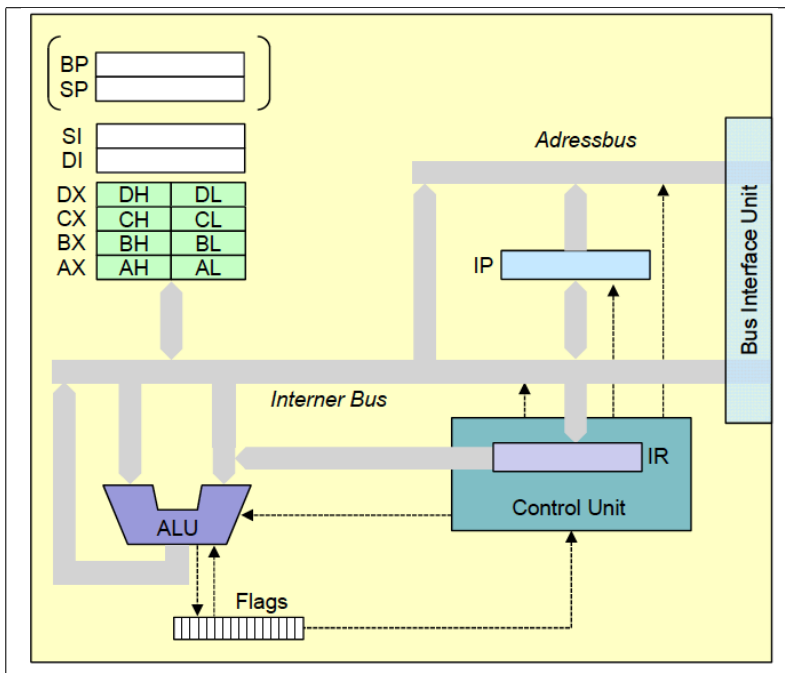 BP
SP
SI
DI
DX DH DL
CX CH CL
BX BH BL
AX AH AL
Adressbus
IP
Bus Interface Unit
Interner Bus
IR
Control Unit
ALU
Flags